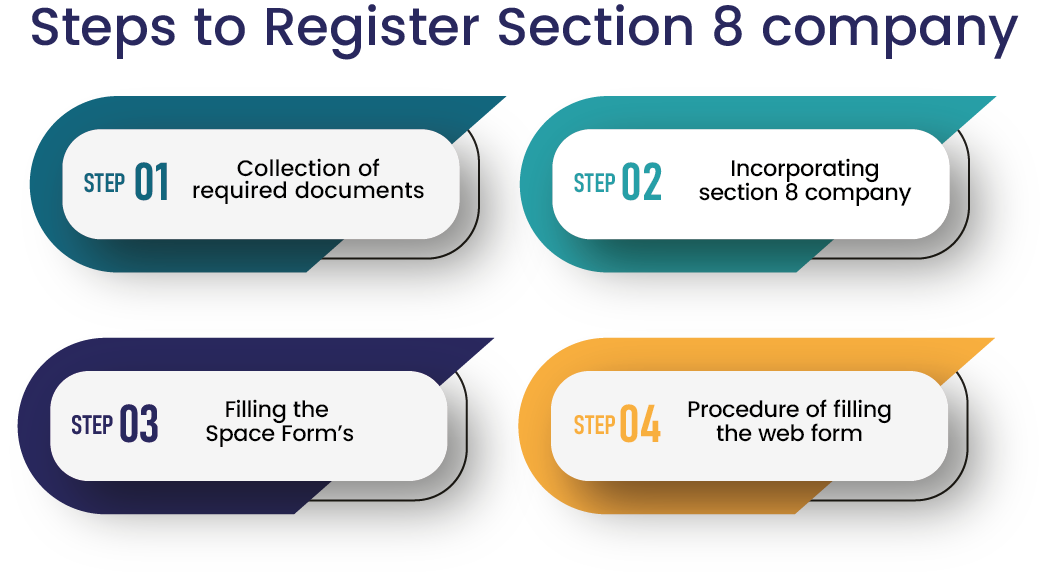 Steps to Register Section 8 company
STEP 01
Collection of
required documents
STEP 02
Incorporating
section 8 company
STEP 03
Filling the
Space Form’s
STEP 04
Procedure of filling
the web form